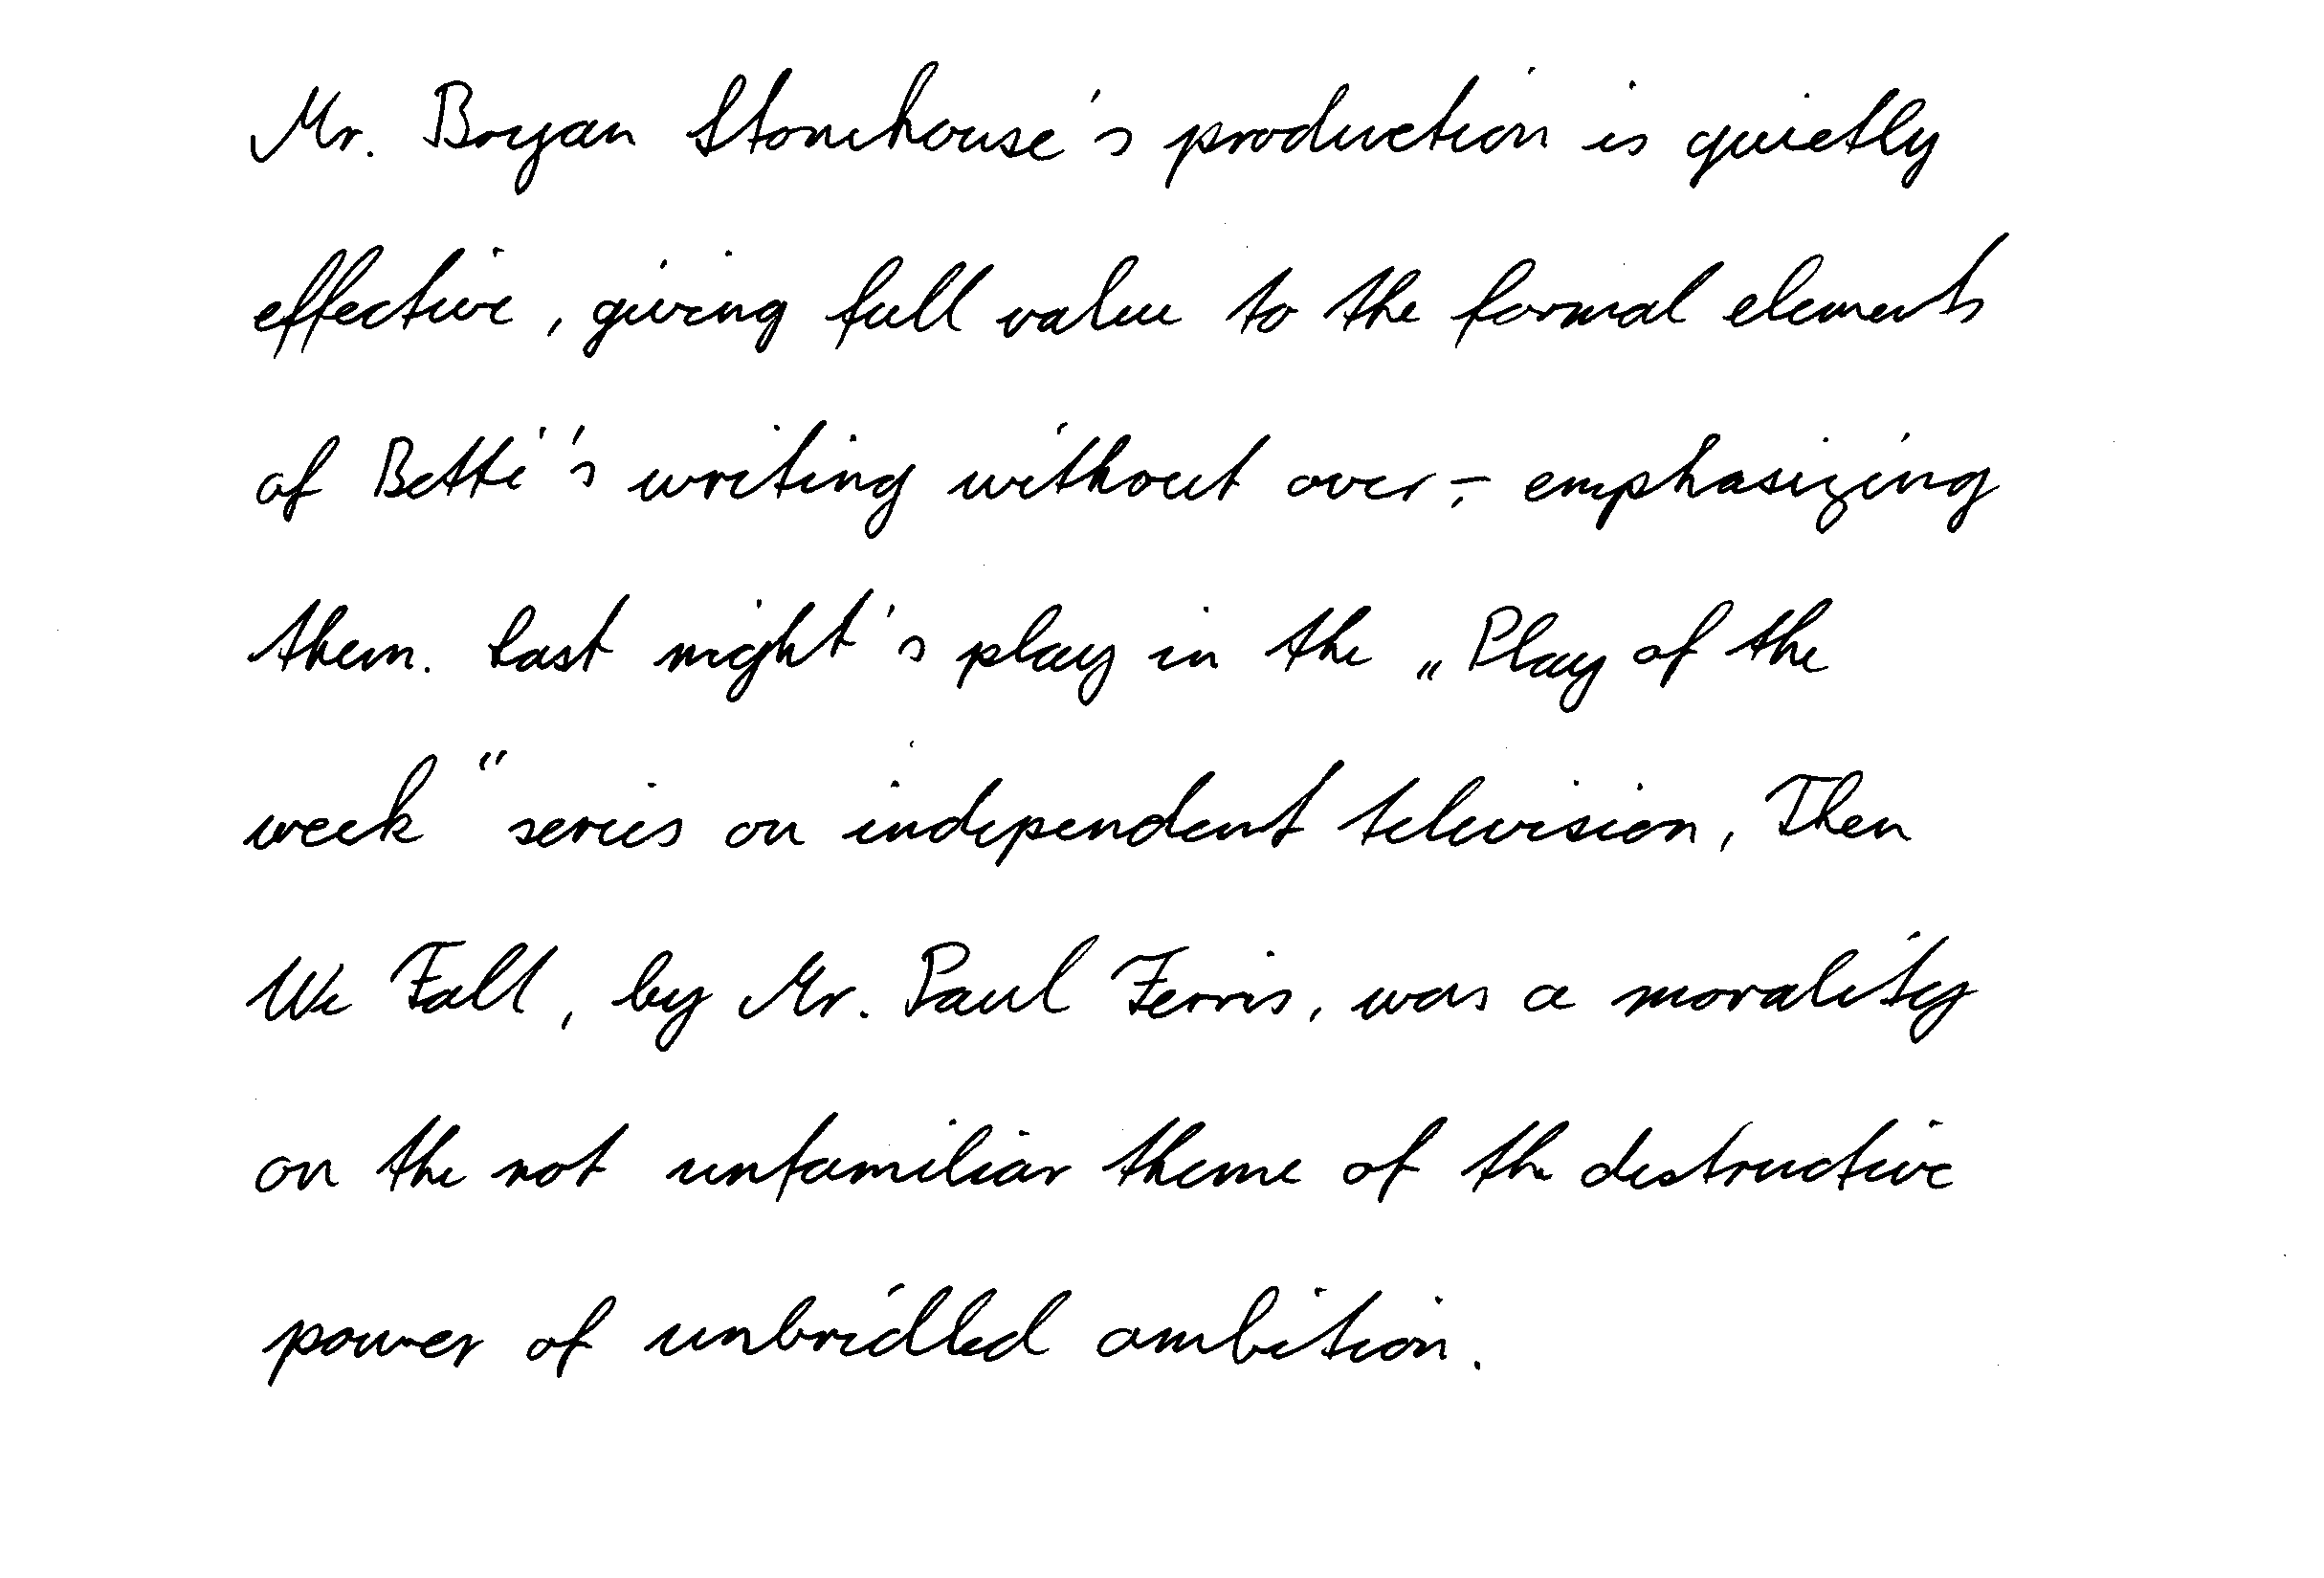 Mr. Bryan Stonehouse's production is quietly
effective, giving full value to the formal elements
of Betti's writing without over-emphasizing
them. Last night's play in the "Play of the
week" series on independent television, Then
We Fall, by Mr. Paul Ferris, was a morality
on the not unfamiliar theme of the destructive
power of unbridled ambition.